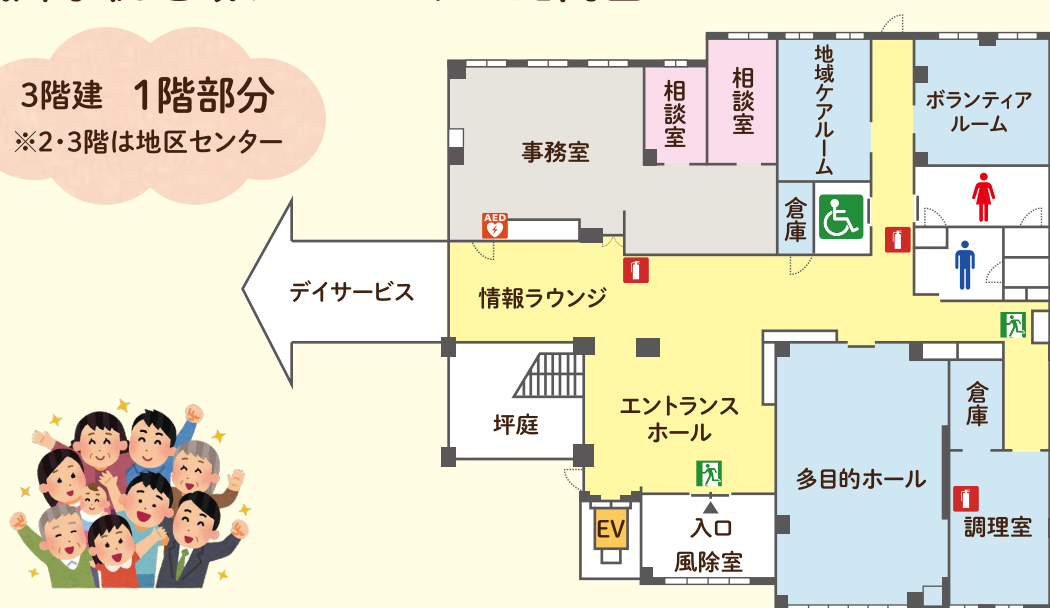 3階建 1階部分
※2・3階は地区センター
事務室
相談室
相談室
地域ケアルーム
ボランティア
ルーム
倉庫
AED
デイサービス
情報ラウンジ
エントランス
ホール
坪庭
倉庫
多目的ホール
調理室
EV
入口
風除室